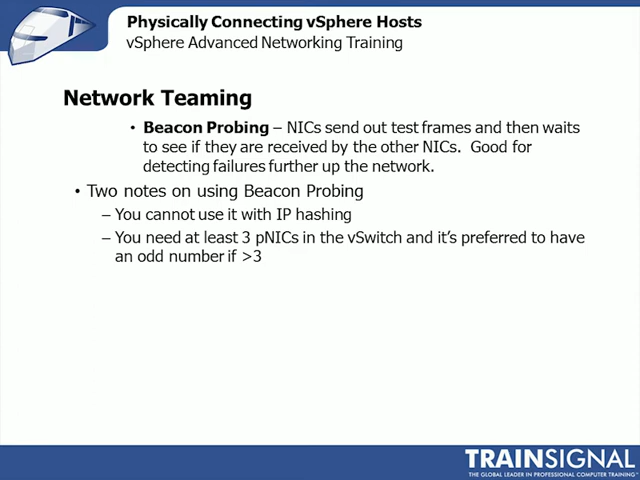 Physically Connecting vSphere Hosts
vSphere Advanced Networking Training
Network Teaming
• Beacon Probing – NICs send out test frames and then waits
to see if they are received by the other NICs. Good for
detecting failures further up the network.
• Two notes on using Beacon Probing
– You cannot use it with IP hashing
– You need at least 3 pNICs in the vSwitch and it's preferred to have
an odd number if >3
TRAINSIGNAL
THE GLOBAL LEADER IN PROFESSIONAL COMPUTER TRAINING